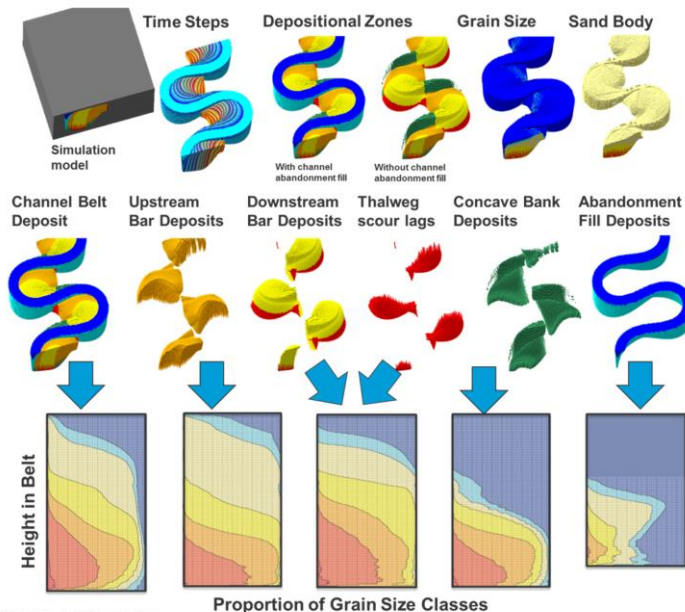 Time Steps
Depositional Zones
Grain Size
Sand Body
Simulation
model
With channel
abandonment fill
Without channel
abandonment fill
Channel Belt
Deposit
Upstream
Bar Deposits
Downstream
Bar Deposits
Thalweg
scour lags
Concave Bank
Deposits
Abandonment
Fill Deposits
Height in Belt
Proportion of Grain Size Classes